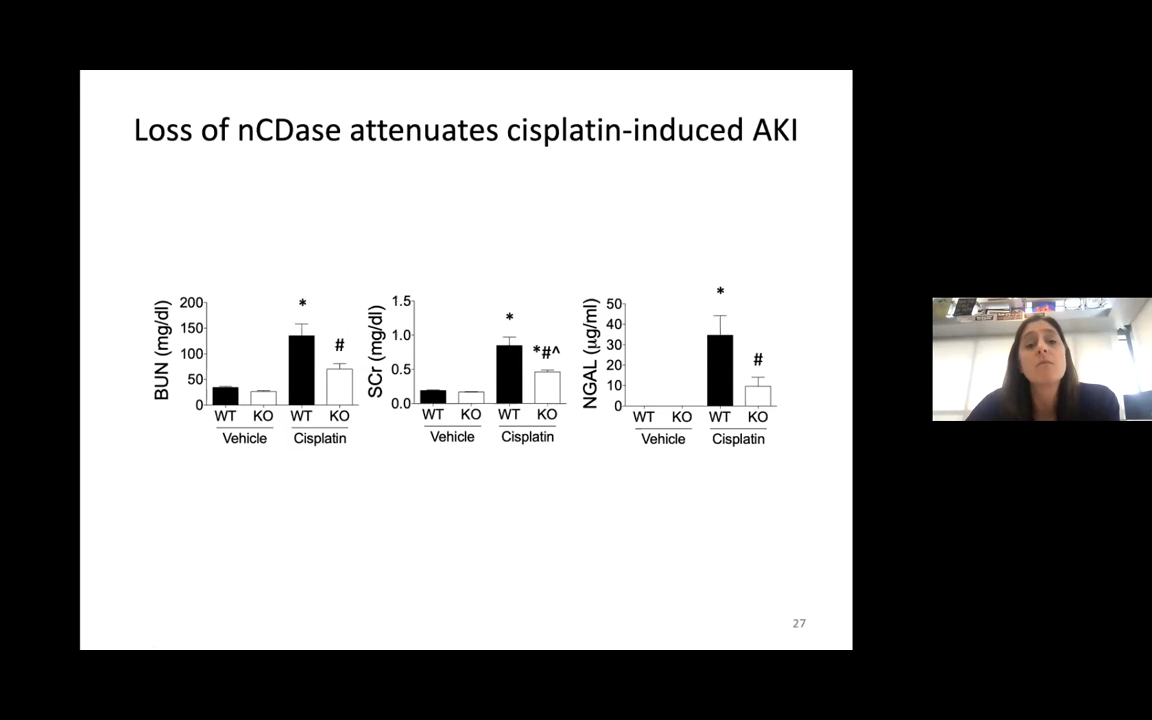 Loss of nCDase attenuates cisplatin-induced AKI
BUN (mg/dl)
200
150
100
50
0
*
#
WT KO WT KO
Vehicle Cisplatin
SCr (mg/dl)
1.5
1.0
0.5
0.0
*
*#^
WT KO WT KO
Vehicle Cisplatin
NGAL (µg/ml)
50
40
30
20
10
0
*
#
WT KO WT KO
Vehicle Cisplatin
27